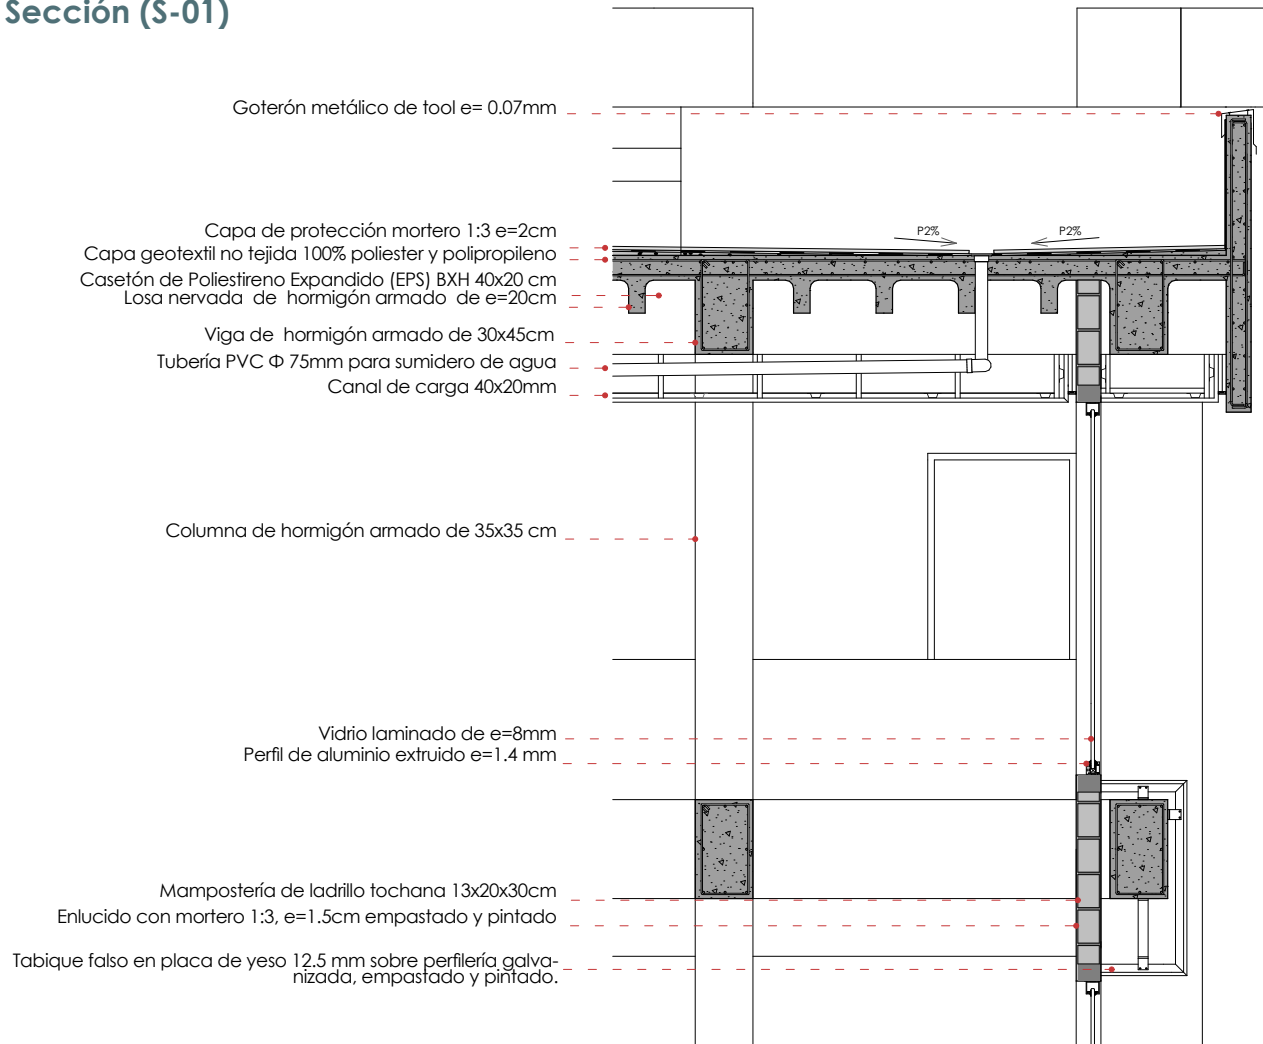 Sección (S-01)
Goterón metálico de tool e= 0.07mm
Capa de protección mortero 1:3 e=2cm
P2%
P2%
Capa geotextil no tejida 100% poliester y polipropileno
Casetón de Poliestireno Expandido (EPS) BXH 40x20 cm
Losa nervada de hormigón armado de e=20cm
Viga de hormigón armado de 30x45cm
Tubería PVC Φ 75mm para sumidero de agua
Canal de carga 40x20mm
Columna de hormigón armado de 35x35 cm
Vidrio laminado de e=8mm
Perfil de aluminio extruido e=1.4 mm
Mampostería de ladrillo tochana 13x20x30cm
Enlucido con mortero 1:3, e=1.5cm empastado y pintado
Tabique falso en placa de yeso 12.5 mm sobre perfilería galva-
nizada, empastado y pintado.